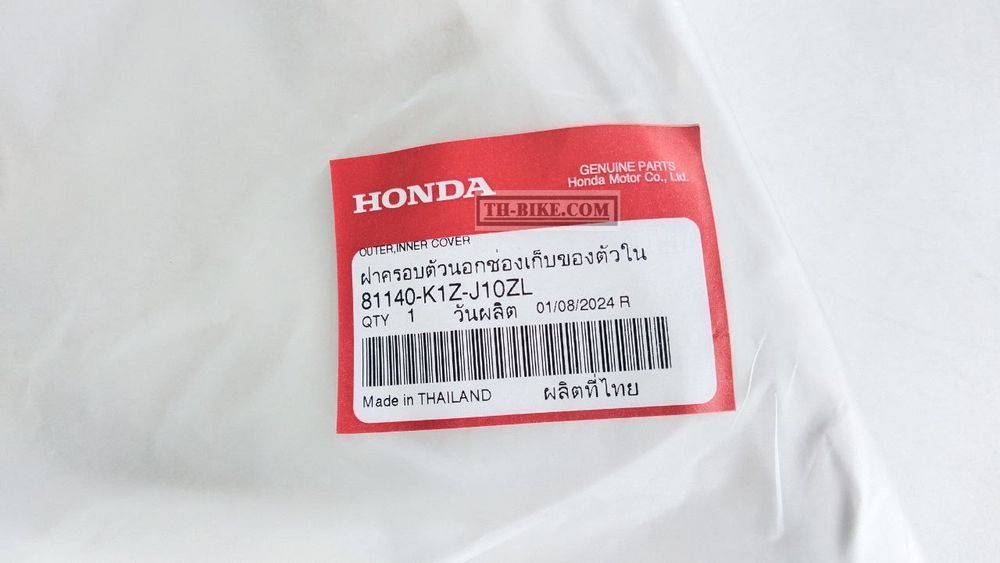 HONDA
GENUINE PARTS
Honda Motor Co., Ltd.
TH-BIKE.COM
OUTER,INNER COVER
ฝาครอบตัวนอกช่องเก็บของตัวใน
81140-K1Z-J10ZL
QTY 1 วันผลิต 01/08/2024 R
Made in THAILAND ผลิตที่ไทย